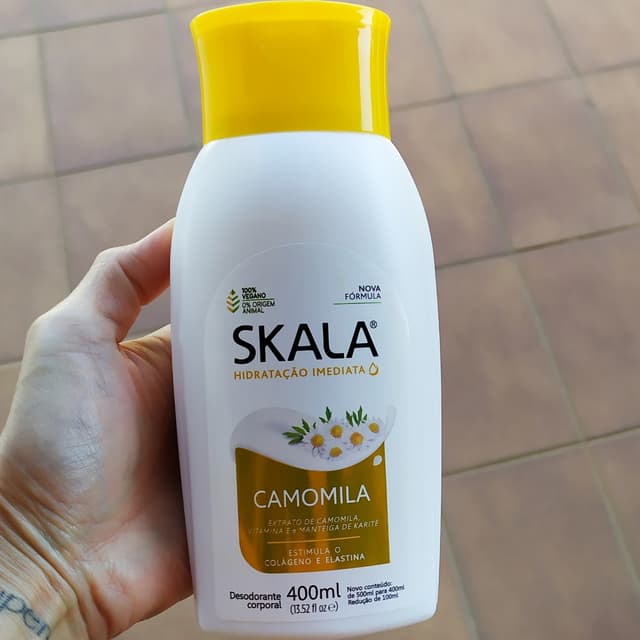 100%
VEGANO
0% ORIGEM
ANIMAL
NOVA
FÓRMULA
SKALA®
HIDRATAÇÃO IMEDIATA
CAMOMILA
EXTRATO DE CAMOMILA,
VITAMINA E e MANTEIGA DE KARITÉ
ESTIMULA O
COLÁGENO E ELASTINA
Desodorante
corporal
400ml
(13.52 fl oz ℮)
Novo conteúdo:
de 500ml para 400ml
Redução de 100ml